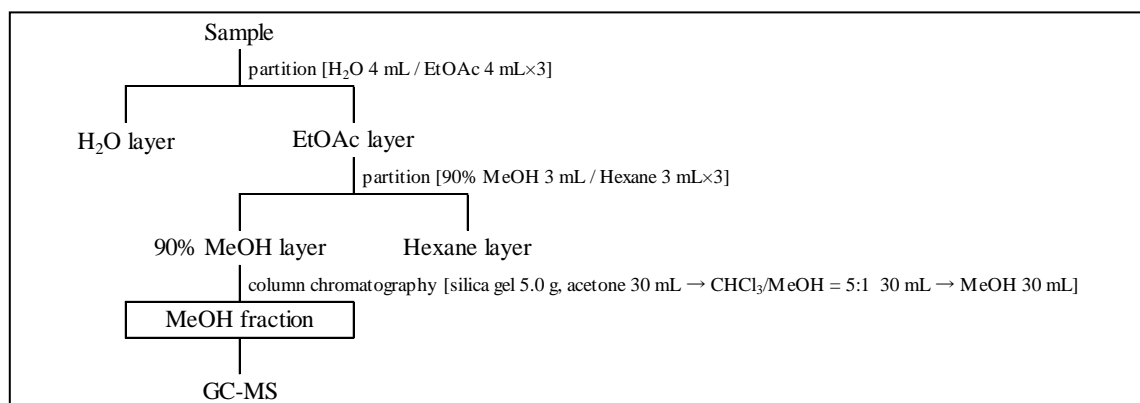 Sample
partition [H₂O 4 mL / EtOAc 4 mL×3]
H₂O layer EtOAc layer
partition [90% MeOH 3 mL / Hexane 3 mL×3]
90% MeOH layer Hexane layer
column chromatography [silica gel 5.0 g, acetone 30 mL → CHCl₃/MeOH = 5:1 30 mL → MeOH 30 mL]
MeOH fraction
GC-MS